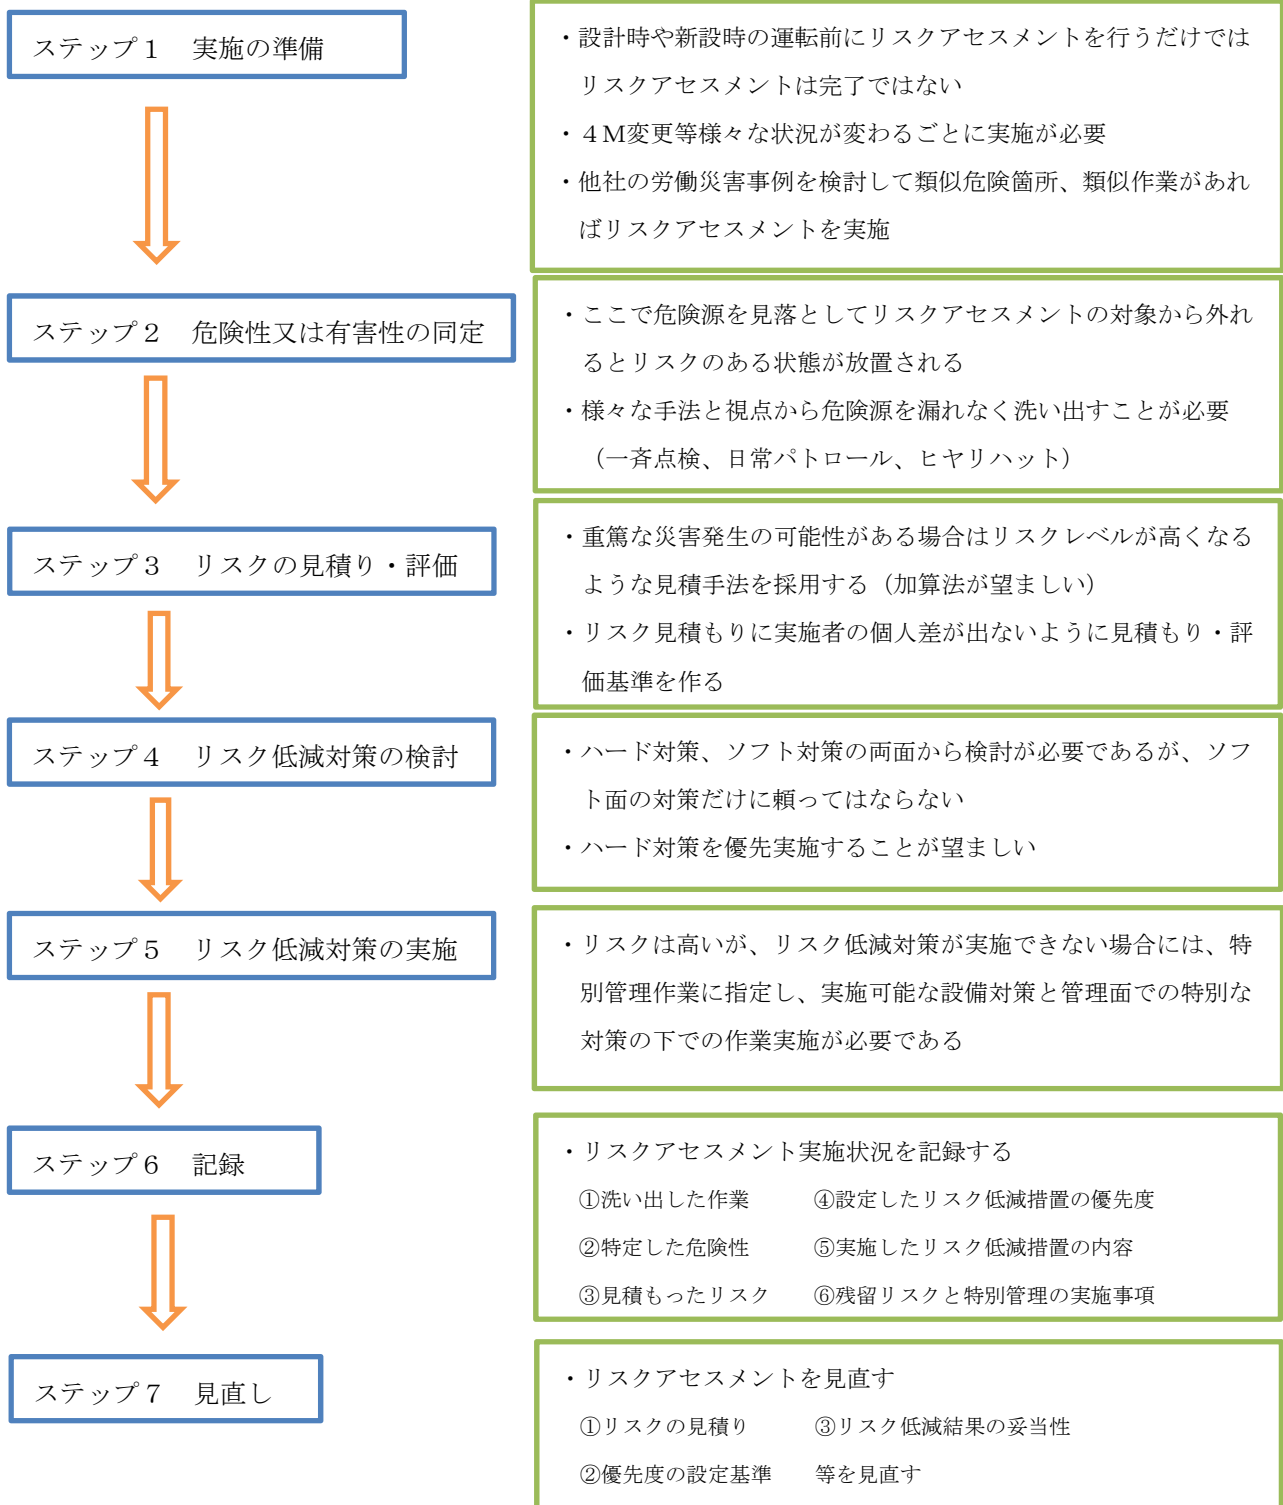 ステップ１　実施の準備
・設計時や新設時の運転前にリスクアセスメントを行うだけでは
リスクアセスメントは完了ではない
・４Ｍ変更等様々な状況が変わるごとに実施が必要
・他社の労働災害事例を検討して類似危険箇所、類似作業があれ
ばリスクアセスメントを実施
ステップ２　危険性又は有害性の同定
・ここで危険源を見落としてリスクアセスメントの対象から外れ
るとリスクのある状態が放置される
・様々な手法と視点から危険源を漏れなく洗い出すことが必要
（一斉点検、日常パトロール、ヒヤリハット）
ステップ３　リスクの見積り・評価
・重篤な災害発生の可能性がある場合はリスクレベルが高くなる
ような見積手法を採用する（加算法が望ましい）
・リスク見積もりに実施者の個人差が出ないように見積もり・評
価基準を作る
ステップ４　リスク低減対策の検討
・ハード対策、ソフト対策の両面から検討が必要であるが、ソフ
ト面の対策だけに頼ってはならない
・ハード対策を優先実施することが望ましい
ステップ５　リスク低減対策の実施
・リスクは高いが、リスク低減対策が実施できない場合には、特
別管理作業に指定し、実施可能な設備対策と管理面での特別な
対策の下での作業実施が必要である
ステップ６　記録
・リスクアセスメント実施状況を記録する
①洗い出した作業　　　④設定したリスク低減措置の優先度
②特定した危険性　　　⑤実施したリスク低減措置の内容
③見積もったリスク　　⑥残留リスクと特別管理の実施事項
ステップ７　見直し
・リスクアセスメントを見直す
①リスクの見積り　　　③リスク低減結果の妥当性
②優先度の設定基準　　等を見直す